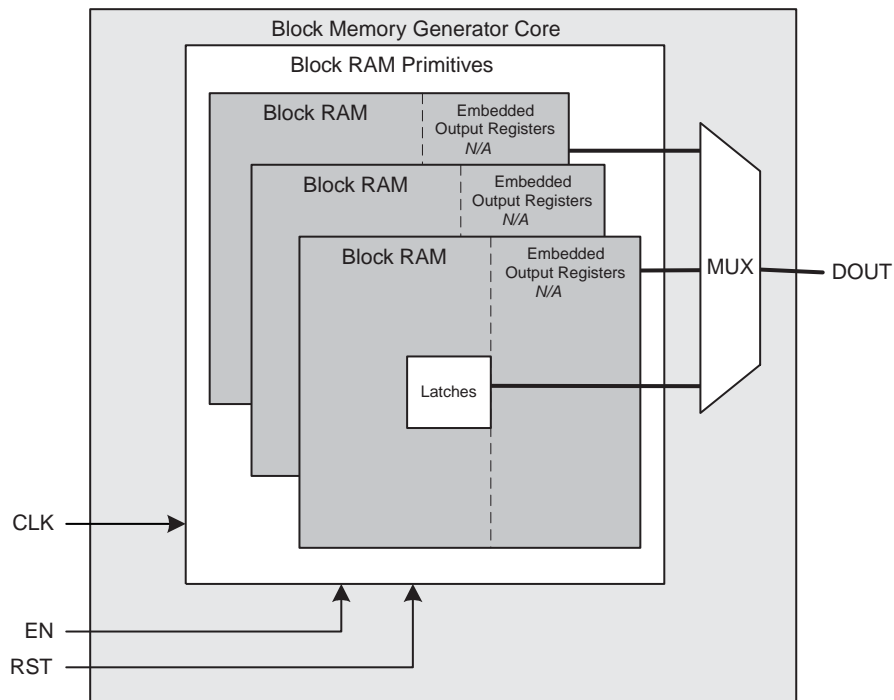 Block Memory Generator Core
Block RAM Primitives
Block RAM
Embedded
Output Registers
N/A
Block RAM
Embedded
Output Registers
N/A
Block RAM
Embedded
Output Registers
N/A
MUX
DOUT
Latches
CLK
EN
RST